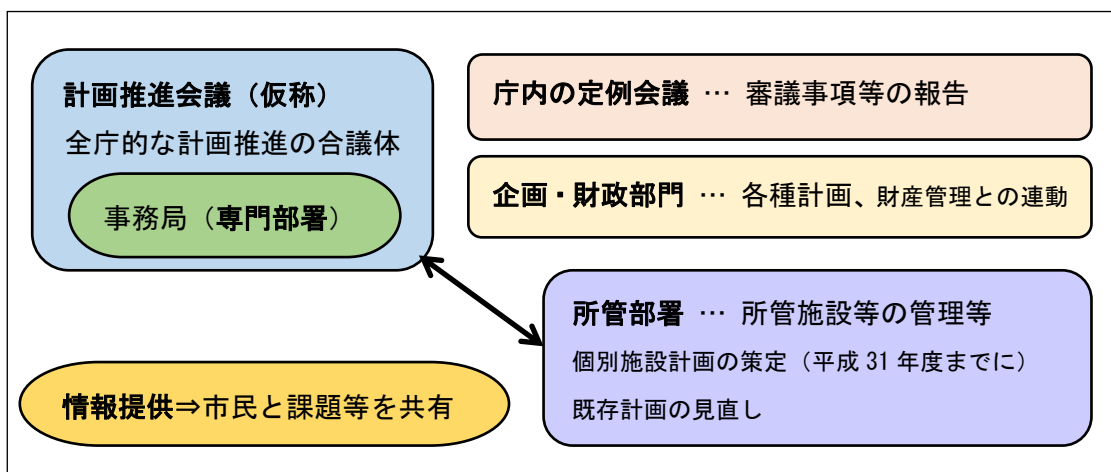 計画推進会議（仮称）
全庁的な計画推進の合議体
事務局（専門部署）
庁内の定例会議 … 審議事項等の報告
企画・財政部門 … 各種計画、財産管理との連動
所管部署 … 所管施設等の管理等
個別施設計画の策定（平成 31 年度までに）
既存計画の見直し
情報提供⇒市民と課題等を共有